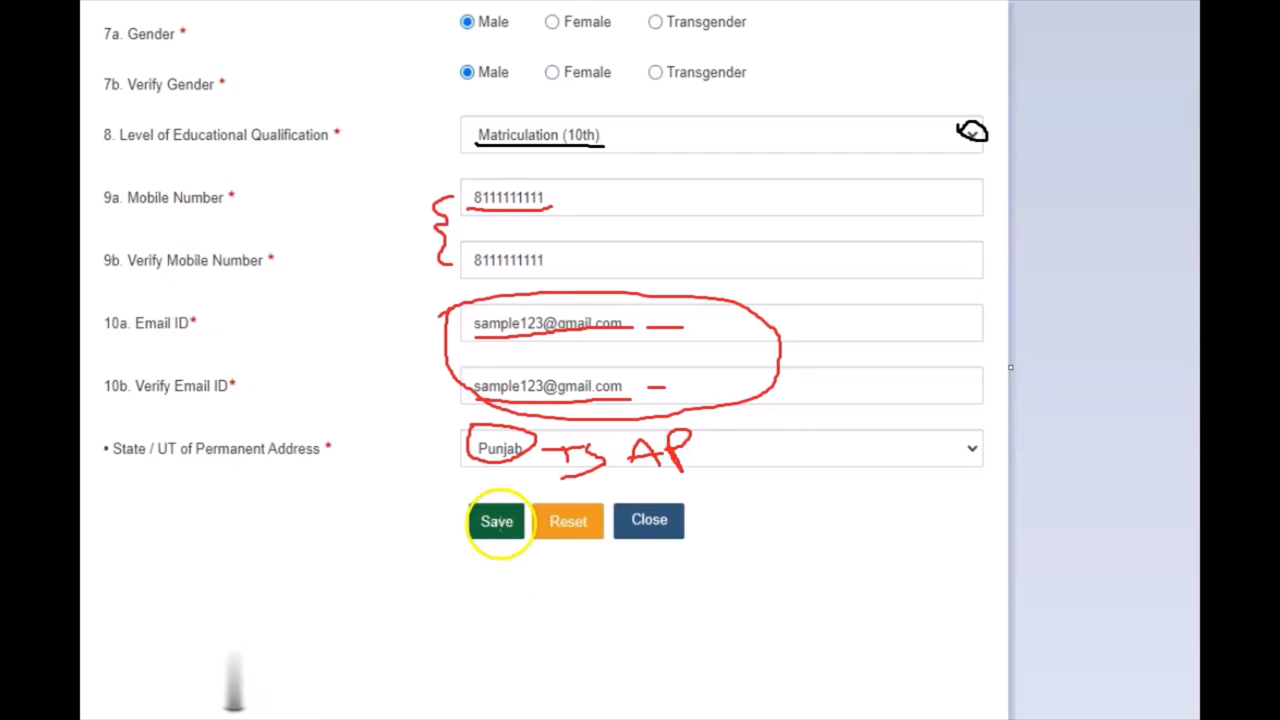 7a. Gender * Male Female Transgender
7b. Verify Gender * Male Female Transgender
8. Level of Educational Qualification * Matriculation (10th)
9a. Mobile Number * 8111111111
9b. Verify Mobile Number * 8111111111
10a. Email ID* sample123@gmail.com
10b. Verify Email ID* sample123@gmail.com
• State / UT of Permanent Address * Punjab TS AP
Save Reset Close